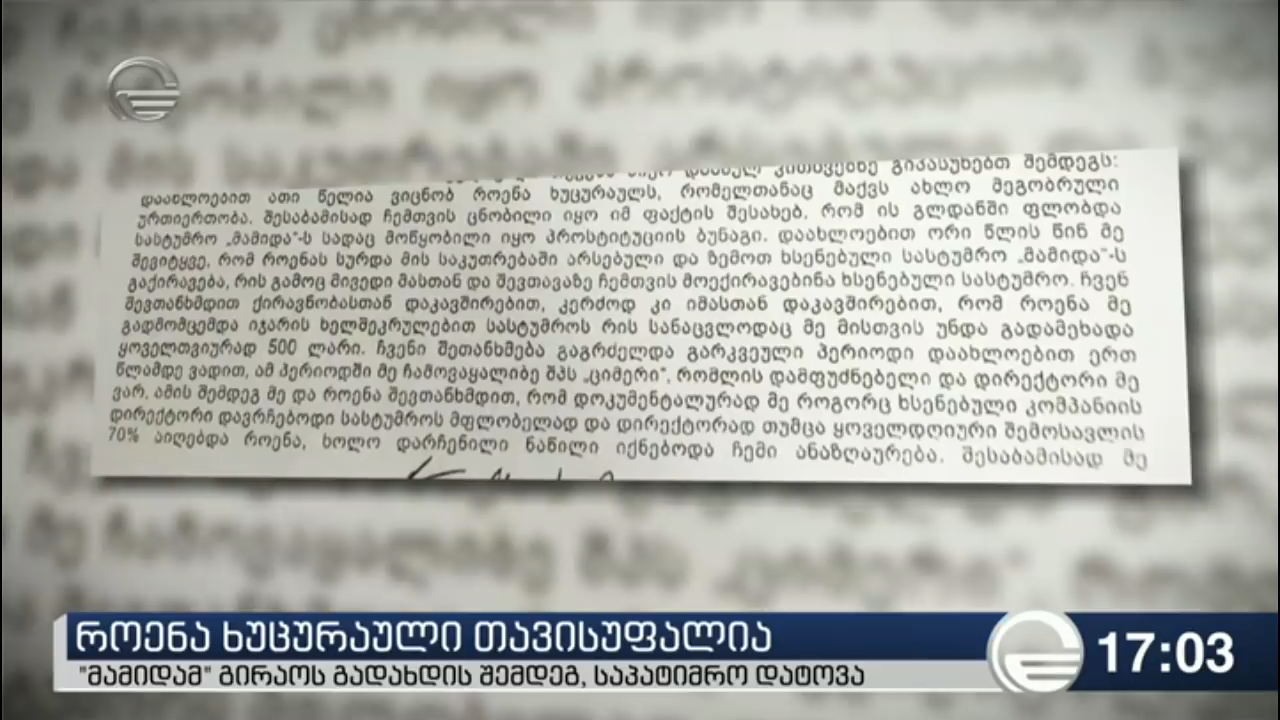 კითხვებზე გიპასუხებთ შემდეგს:
დაახლოებით ათი წელია ვიცნობ როენა ხუცურაულს, რომელთანაც მაქვს ახლო მეგობრული
ურთიერთობა. შესაბამისად ჩემთვის ცნობილი იყო იმ ფაქტის შესახებ, რომ ის გლდანში ფლობდა
სასტუმრო „მამიდა“-ს სადაც მოწყობილი იყო პროსტიტუციის ბუნაგი. დაახლოებით ორი წლის წინ მე
შევიტყვე, რომ როენას სურდა მის საკუთრებაში არსებული და ზემოთ ხსენებული სასტუმრო „მამიდა“-ს
გაქირავება, რის გამოც მივედი მასთან და შევთავაზე ჩემთვის მოექირავებინა ხსენებული სასტუმრო. ჩვენ
შევთანხმდით ქირავნობასთან დაკავშირებით, კერძოდ კი იმასთან დაკავშირებით, რომ როენა მე
გადმომცემდა იჯარის ხელშეკრულებით სასტუმროს რის სანაცვლოდაც მე მისთვის უნდა გადამეხადა
ყოველთვიურად 500 ლარი. ჩვენი შეთანხმება გაგრძელდა გარკვეული პერიოდი დაახლოებით ერთ
წლამდე ვადით, ამ პერიოდში მე ჩამოვაყალიბე შპს „ციმერი“, რომლის დამფუძნებელი და დირექტორი მე
ვარ, ამის შემდეგ მე და როენა შევთანხმდით, რომ დოკუმენტალურად მე როგორც ხსენებული კომპანიის
დირექტორი დავრჩებოდი სასტუმროს მფლობელად და დირექტორად თუმცა ყოველდღიური შემოსავლის
70% აიღებდა როენა, ხოლო დარჩენილი ნაწილი იქნებოდა ჩემი ანაზღაურება. შესაბამისად მე
როენა ხუცურაული თავისუფალია
"მამიდამ" გირაოს გადახდის შემდეგ, საპატიმრო დატოვა
17:03